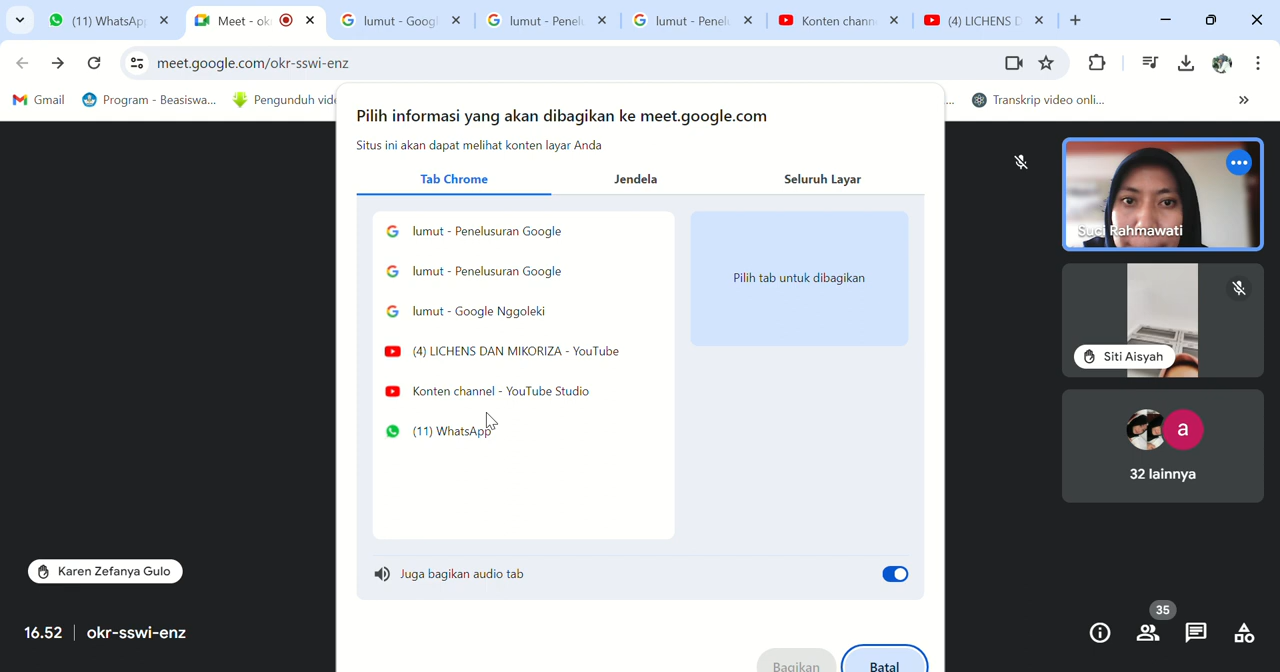 (11) WhatsAp
Meet - ok
lumut - Goog
lumut - Penel
lumut - Penel
Konten chann
(4) LICHENS D
meet.google.com/okr-sswi-enz
Gmail
Program - Beasiswa...
Pengunduh vid
...
Transkrip video onli...
Pilih informasi yang akan dibagikan ke meet.google.com
Situs ini akan dapat melihat konten layar Anda
Tab Chrome
Jendela
Seluruh Layar
lumut - Penelusuran Google
lumut - Penelusuran Google
lumut - Google Nggoleki
(4) LICHENS DAN MIKORIZA - YouTube
Konten channel - YouTube Studio
(11) WhatsApp
Pilih tab untuk dibagikan
Juga bagikan audio tab
Bagikan
Batal
Suci Rahmawati
Siti Aisyah
a
32 lainnya
Karen Zefanya Gulo
16.52
okr-sswi-enz
35